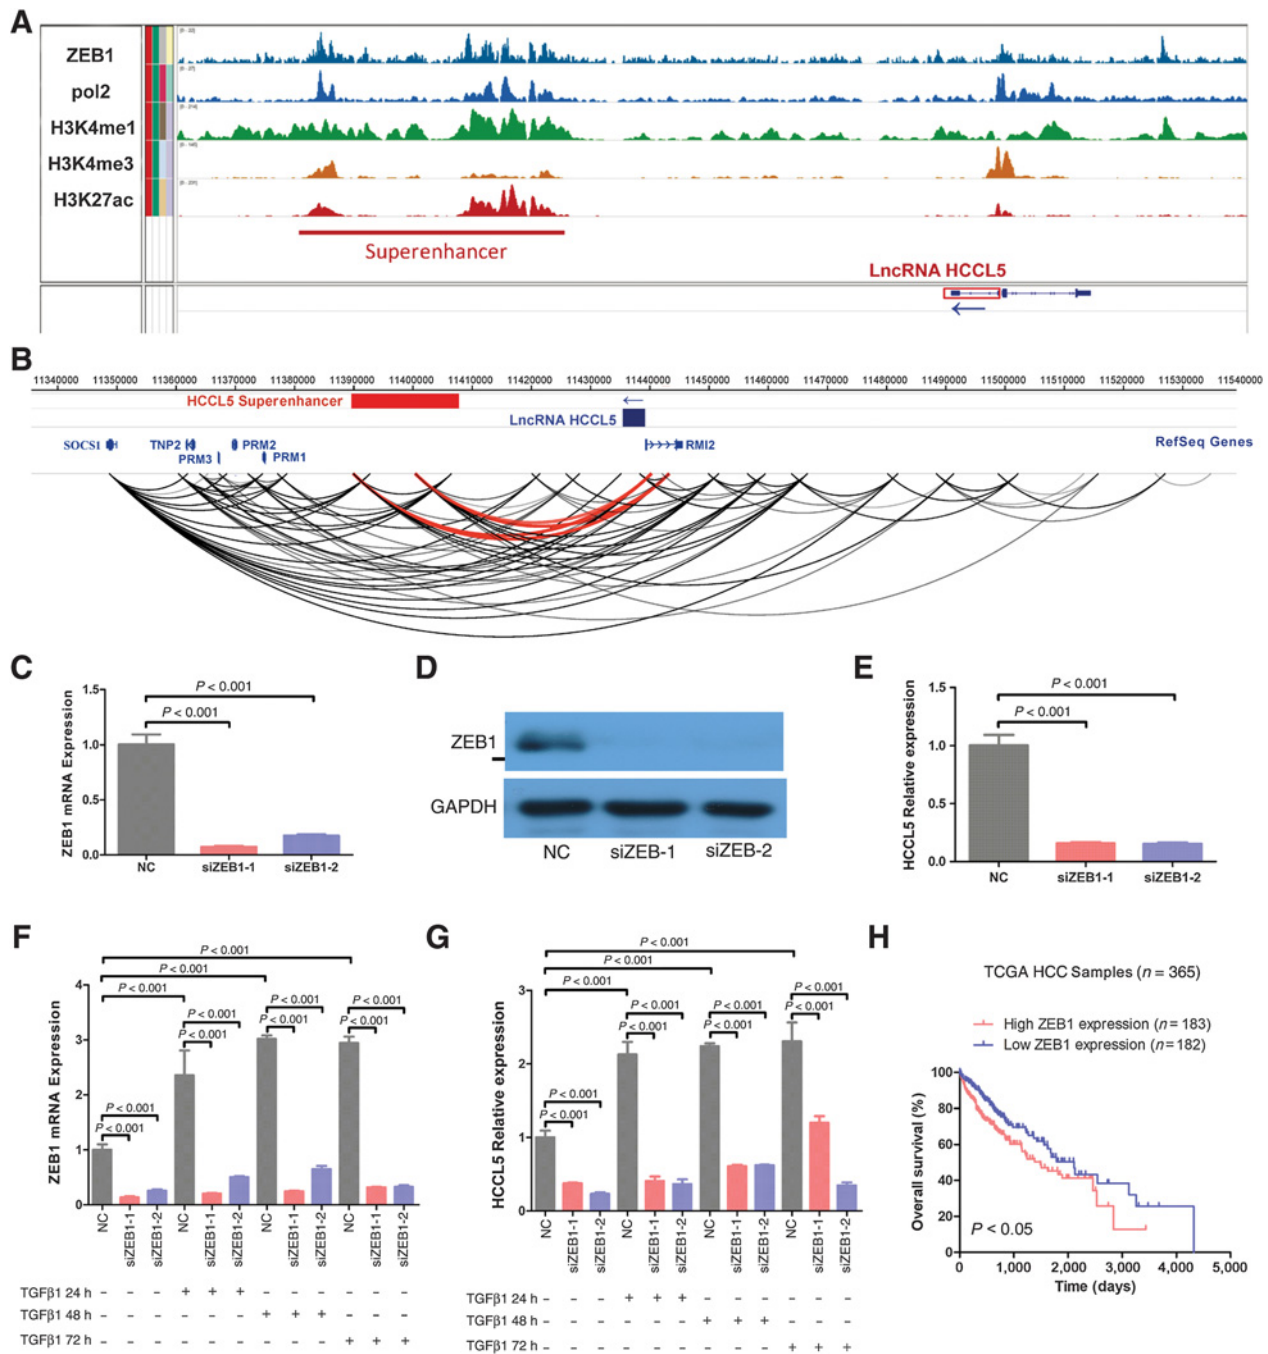 A
ZEB1
pol2
H3K4me1
H3K4me3
H3K27ac
Superenhancer
LncRNA HCCL5
B
11340000 11350000 11360000 11370000 11380000 11390000 11400000 11410000 11420000 11430000 11440000 11450000 11460000 11470000 11480000 11490000 11500000 11510000 11520000 11530000 11540000
HCCL5 Superenhancer
LncRNA HCCL5
SOCS1 TNP2 PRM2 RMI2 RefSeq Genes
PRM3 PRM1
C
ZEB1 mRNA Expression
1.5
1.0
0.5
0.0
P < 0.001
P < 0.001
NC siZEB1-1 siZEB1-2
D
ZEB1
GAPDH
NC siZEB-1 siZEB-2
E
HCCL5 Relative expression
1.5
1.0
0.5
0.0
P < 0.001
P < 0.001
NC siZEB1-1 siZEB1-2
F
ZEB1 mRNA Expression
4
3
2
1
0
P < 0.001
P < 0.001
P < 0.001
P < 0.001
P < 0.001
P < 0.001
P < 0.001
P < 0.001
P < 0.001
P < 0.001
P < 0.001
NC siZEB1-1 siZEB1-2 NC siZEB1-1 siZEB1-2 NC siZEB1-1 siZEB1-2 NC siZEB1-1 siZEB1-2
TGFβ1 24 h – – – + + + – – – – – –
TGFβ1 48 h – – – – – – + + + – – –
TGFβ1 72 h – – – – – – – – – + + +
G
HCCL5 Relative expression
3
2
1
0
P < 0.001
P < 0.001
P < 0.001
P < 0.001
P < 0.001
P < 0.001
P < 0.001
P < 0.001
P < 0.001
P < 0.001
P < 0.001
NC siZEB1-1 siZEB1-2 NC siZEB1-1 siZEB1-2 NC siZEB1-1 siZEB1-2 NC siZEB1-1 siZEB1-2
TGFβ1 24 h – – – + + + – – – – – –
TGFβ1 48 h – – – – – – + + + – – –
TGFβ1 72 h – – – – – – – – – + + +
H
TCGA HCC Samples (n = 365)
High ZEB1 expression (n = 183)
Low ZEB1 expression (n = 182)
Overall survival (%)
100
80
60
40
20
0
P < 0.05
0 1,000 2,000 3,000 4,000 5,000
Time (days)